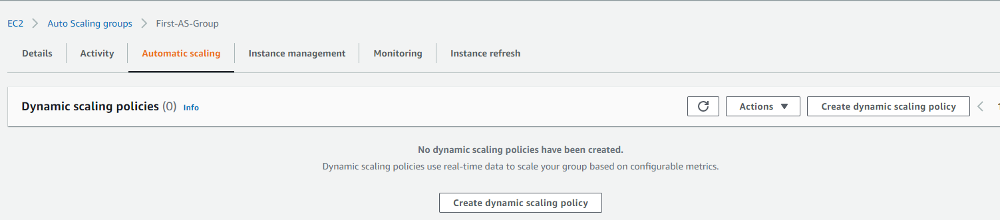 EC2 Auto Scaling groups First-AS-Group
Details Activity Automatic scaling Instance management Monitoring Instance refresh
Dynamic scaling policies (0) Info Actions Create dynamic scaling policy
No dynamic scaling policies have been created.
Dynamic scaling policies use real-time data to scale your group based on configurable metrics.
Create dynamic scaling policy